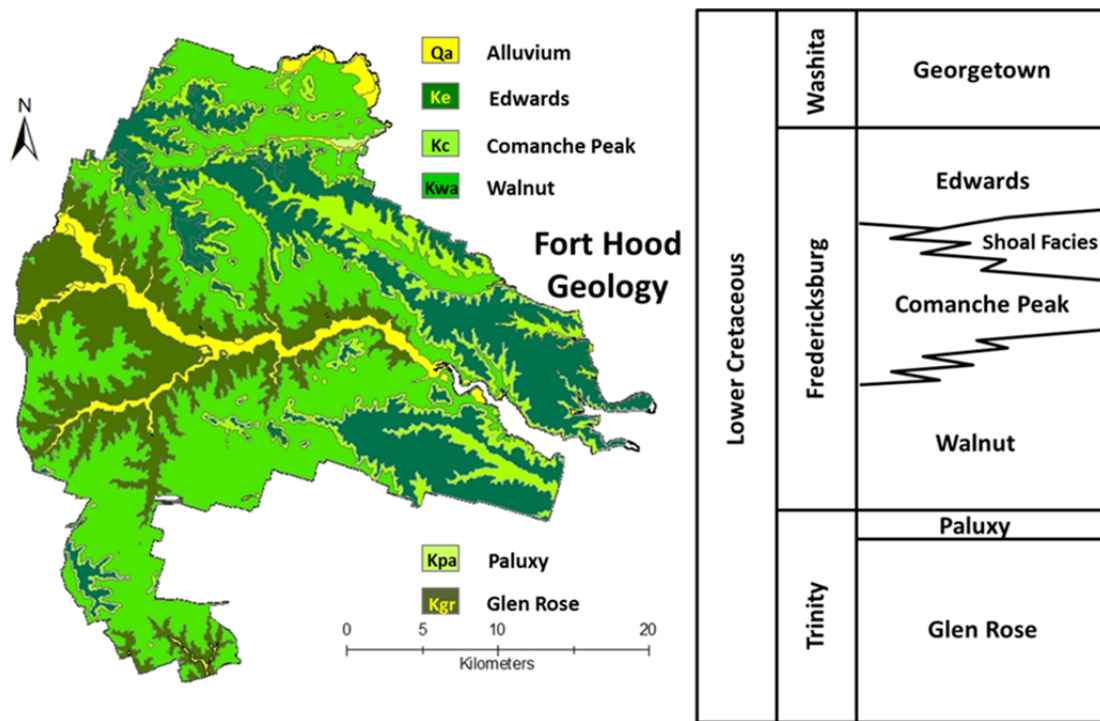 N
Qa Alluvium
Ke Edwards
Kc Comanche Peak
Kwa Walnut
Fort Hood
Geology
Kpa Paluxy
Kgr Glen Rose
0 5 10 20
Kilometers
Lower Cretaceous
Washita
Georgetown
Fredericksburg
Edwards
Shoal Facies
Comanche Peak
Walnut
Trinity
Paluxy
Glen Rose